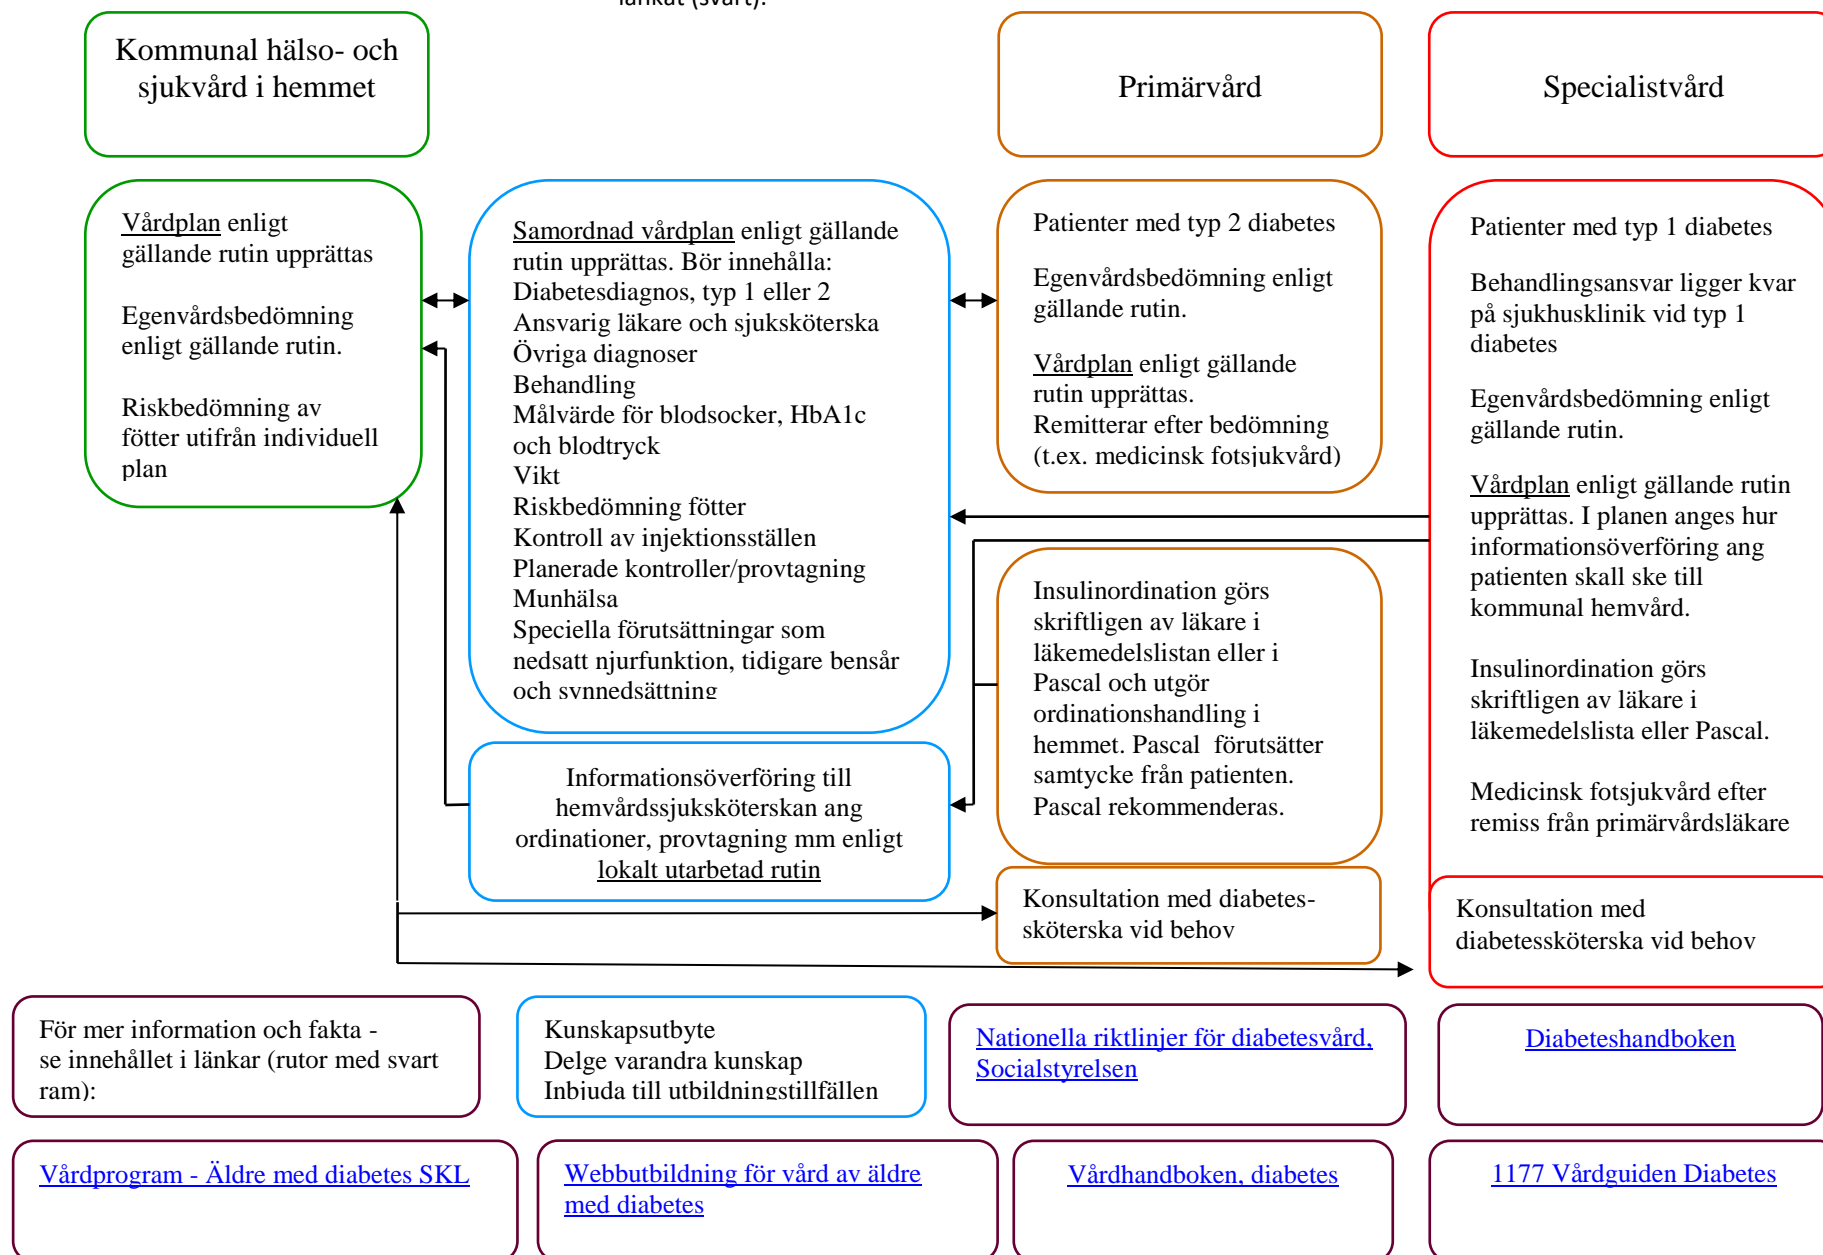 länkat (svart).
Kommunal hälso- och
sjukvård i hemmet
Primärvård
Specialistvård
Vårdplan enligt
gällande rutin upprättas
Egenvårdsbedömning
enligt gällande rutin.
Riskbedömning av
fötter utifrån individuell
plan
Samordnad vårdplan enligt gällande
rutin upprättas. Bör innehålla:
Diabetesdiagnos, typ 1 eller 2
Ansvarig läkare och sjuksköterska
Övriga diagnoser
Behandling
Målvärde för blodsocker, HbA1c
och blodtryck
Vikt
Riskbedömning fötter
Kontroll av injektionsställen
Planerade kontroller/provtagning
Munhälsa
Speciella förutsättningar som
nedsatt njurfunktion, tidigare bensår
och synnedsättning
Informationsöverföring till
hemvårdssjuksköterskan ang
ordinationer, provtagning mm enligt
lokalt utarbetad rutin
Patienter med typ 2 diabetes
Egenvårdsbedömning enligt
gällande rutin.
Vårdplan enligt gällande
rutin upprättas.
Remitterar efter bedömning
(t.ex. medicinsk fotsjukvård)
Insulinordination görs
skriftligen av läkare i
läkemedelslistan eller i
Pascal och utgör
ordinationshandling i
hemmet. Pascal  förutsätter
samtycke från patienten.
Pascal rekommenderas.
Konsultation med diabetes-
sköterska vid behov
Patienter med typ 1 diabetes
Behandlingsansvar ligger kvar
på sjukhusklinik vid typ 1
diabetes
Egenvårdsbedömning enligt
gällande rutin.
Vårdplan enligt gällande rutin
upprättas. I planen anges hur
informationsöverföring ang
patienten skall ske till
kommunal hemvård.
Insulinordination görs
skriftligen av läkare i
läkemedelslista eller Pascal.
Medicinsk fotsjukvård efter
remiss från primärvårdsläkare
Konsultation med
diabetessköterska vid behov
För mer information och fakta -
se innehållet i länkar (rutor med svart
ram):
Kunskapsutbyte
Delge varandra kunskap
Inbjuda till utbildningstillfällen
Nationella riktlinjer för diabetesvård,
Socialstyrelsen
Diabeteshandboken
Vårdprogram - Äldre med diabetes SKL
Webbutbildning för vård av äldre
med diabetes
Vårdhandboken, diabetes
1177 Vårdguiden Diabetes